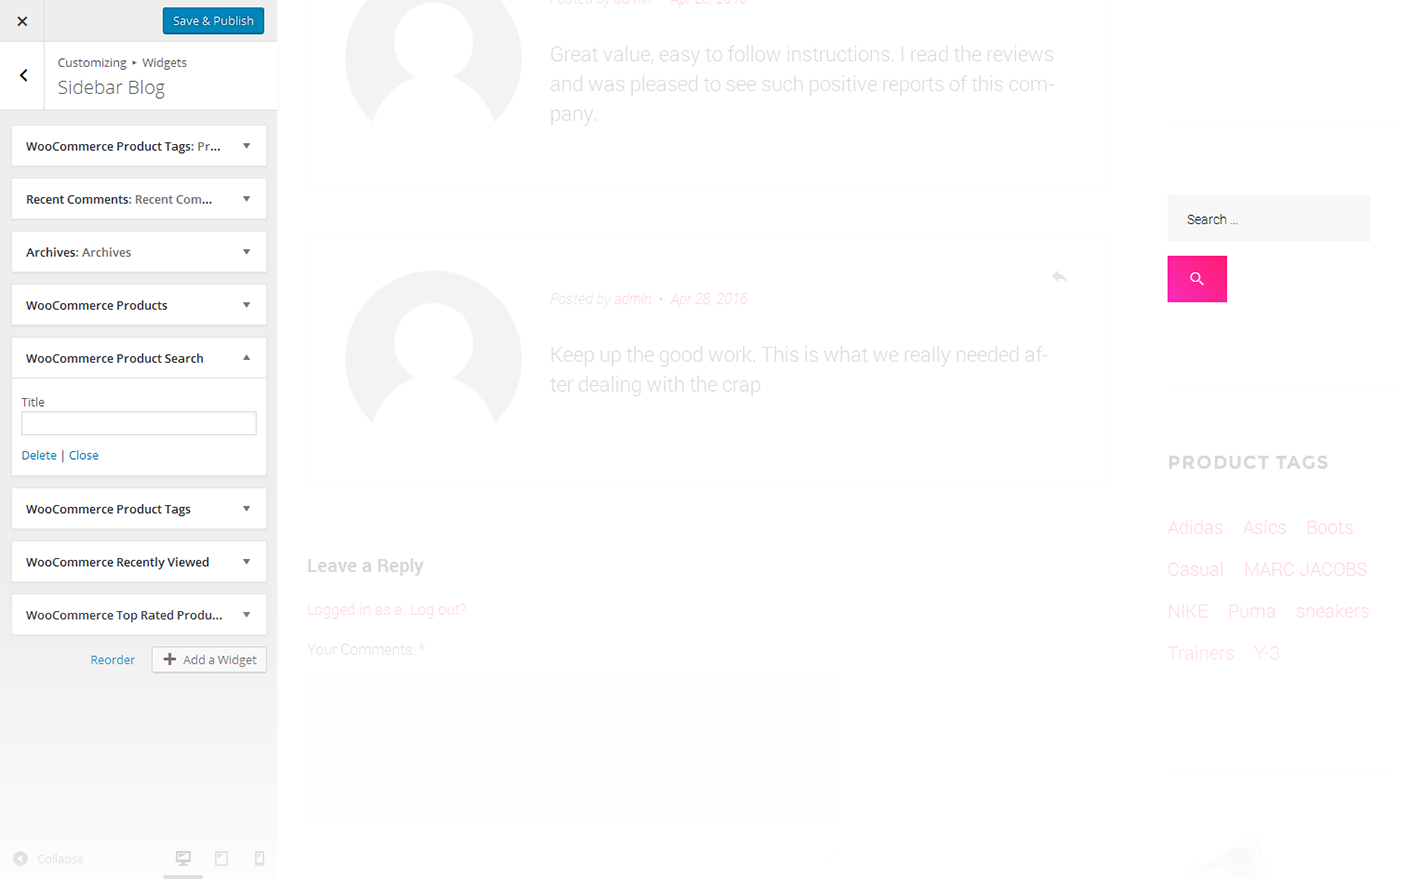 Save & Publish
Customizing ▸ Widgets
Sidebar Blog
WooCommerce Product Tags: Pr...
Recent Comments: Recent Com...
Archives: Archives
WooCommerce Products
WooCommerce Product Search
Title
Delete | Close
WooCommerce Product Tags
WooCommerce Recently Viewed
WooCommerce Top Rated Produ...
Reorder
Add a Widget
Collapse
Posted by admin • Apr 28, 2016
Great value, easy to follow instructions. I read the reviews
and was pleased to see such positive reports of this com-
pany.
Posted by admin • Apr 28, 2016
Keep up the good work. This is what we really needed af-
ter dealing with the crap
Leave a Reply
Logged in as a. Log out?
Your Comments: *
Search ...
PRODUCT TAGS
Adidas Asics Boots
Casual MARC JACOBS
NIKE Puma sneakers
Trainers Y-3